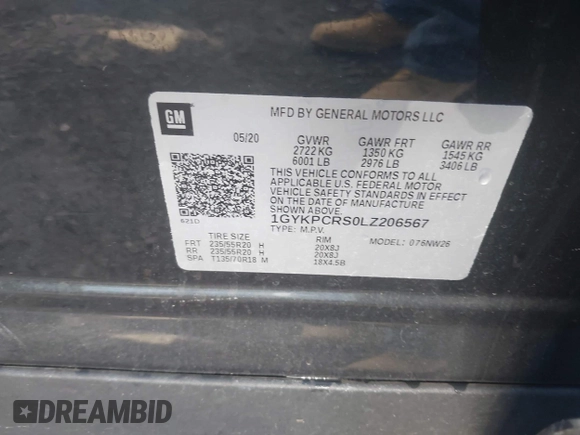 GM
MFD BY GENERAL MOTORS LLC
05/20 GVWR GAWR FRT GAWR RR
2722 KG 1350 KG 1545 KG
6001 LB 2976 LB 3406 LB
THIS VEHICLE CONFORMS TO ALL
APPLICABLE U.S. FEDERAL MOTOR
VEHICLE SAFETY STANDARDS IN EFFECT
ON THE DATE OF MANUFACTURE
SHOWN ABOVE.
1GYKPCRS0LZ206567
TYPE: M.P.V.
MODEL: 076NW26
621D
TIRE SIZE RIM
FRT 235/55R20 H 20X8J
RR 235/55R20 H 20X8J
SPA T135/70R18 M 18X4.5B
DREAMBID